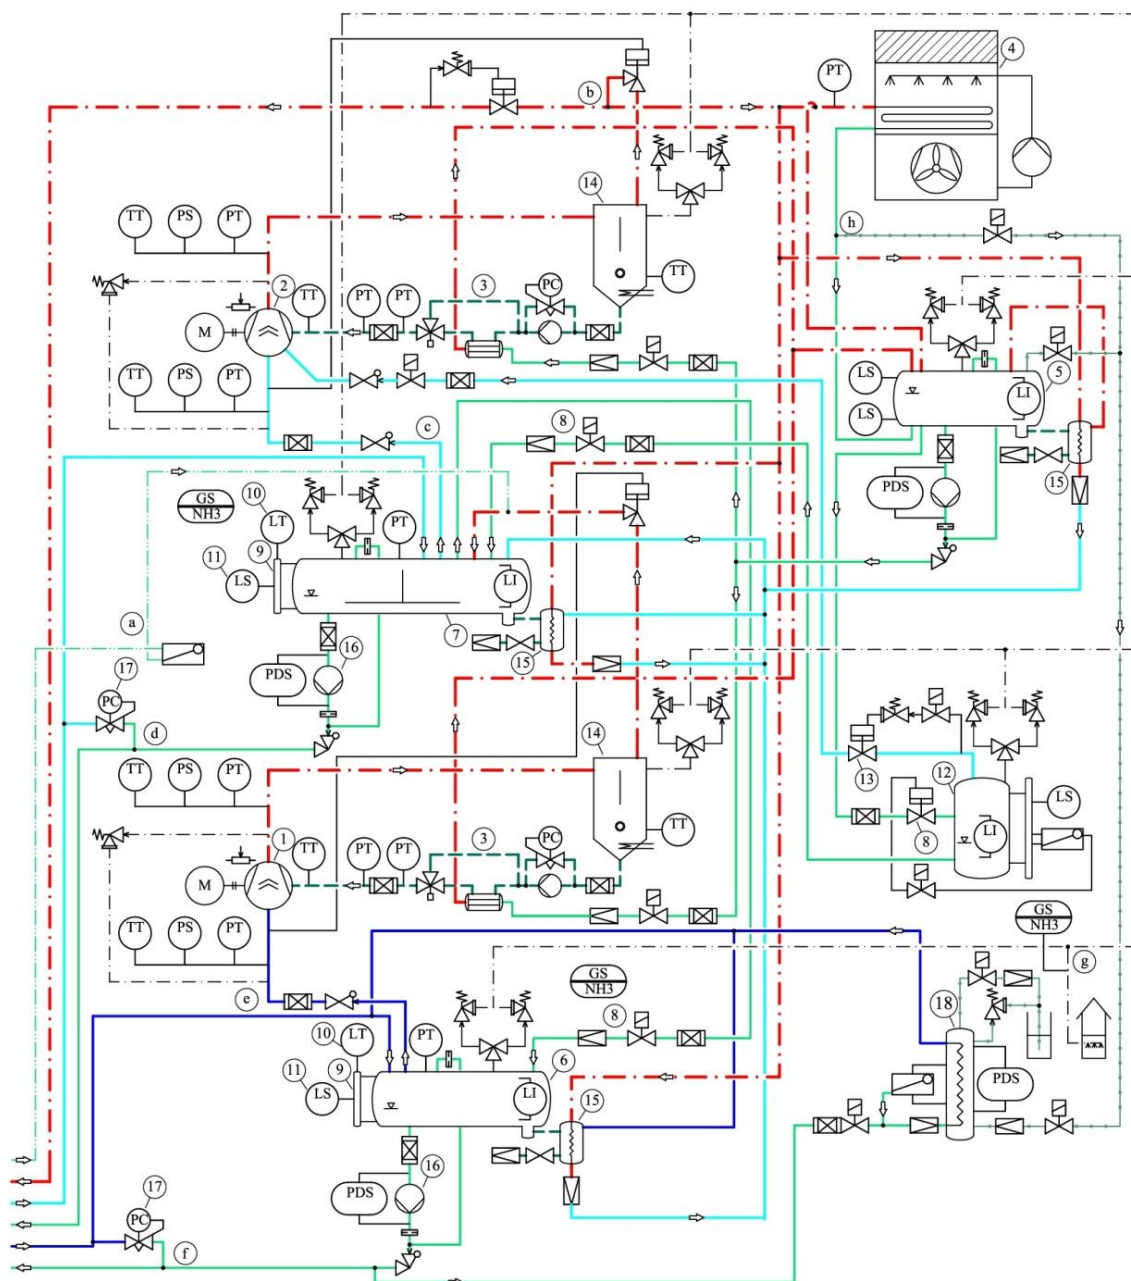 4
PT
b
14
TT PS PT
h
TT
2
TT
PT PT
3
PC
M
LS
LI
5
TT PS PT
LS
c
8
PDS
15
GS
NH3
10
LT
PT
11
9
LS
LI
a
7
16
15
17
PDS
PC
d
14
TT PS PT
13
12
LS
TT
LI
8
1
TT
PT PT
3
PC
M
GS
NH3
TT PS PT
g
e
GS
NH3
8
18
10
LT
PT
6
11
9
PDS
LS
LI
15
16
17
PDS
PC
f